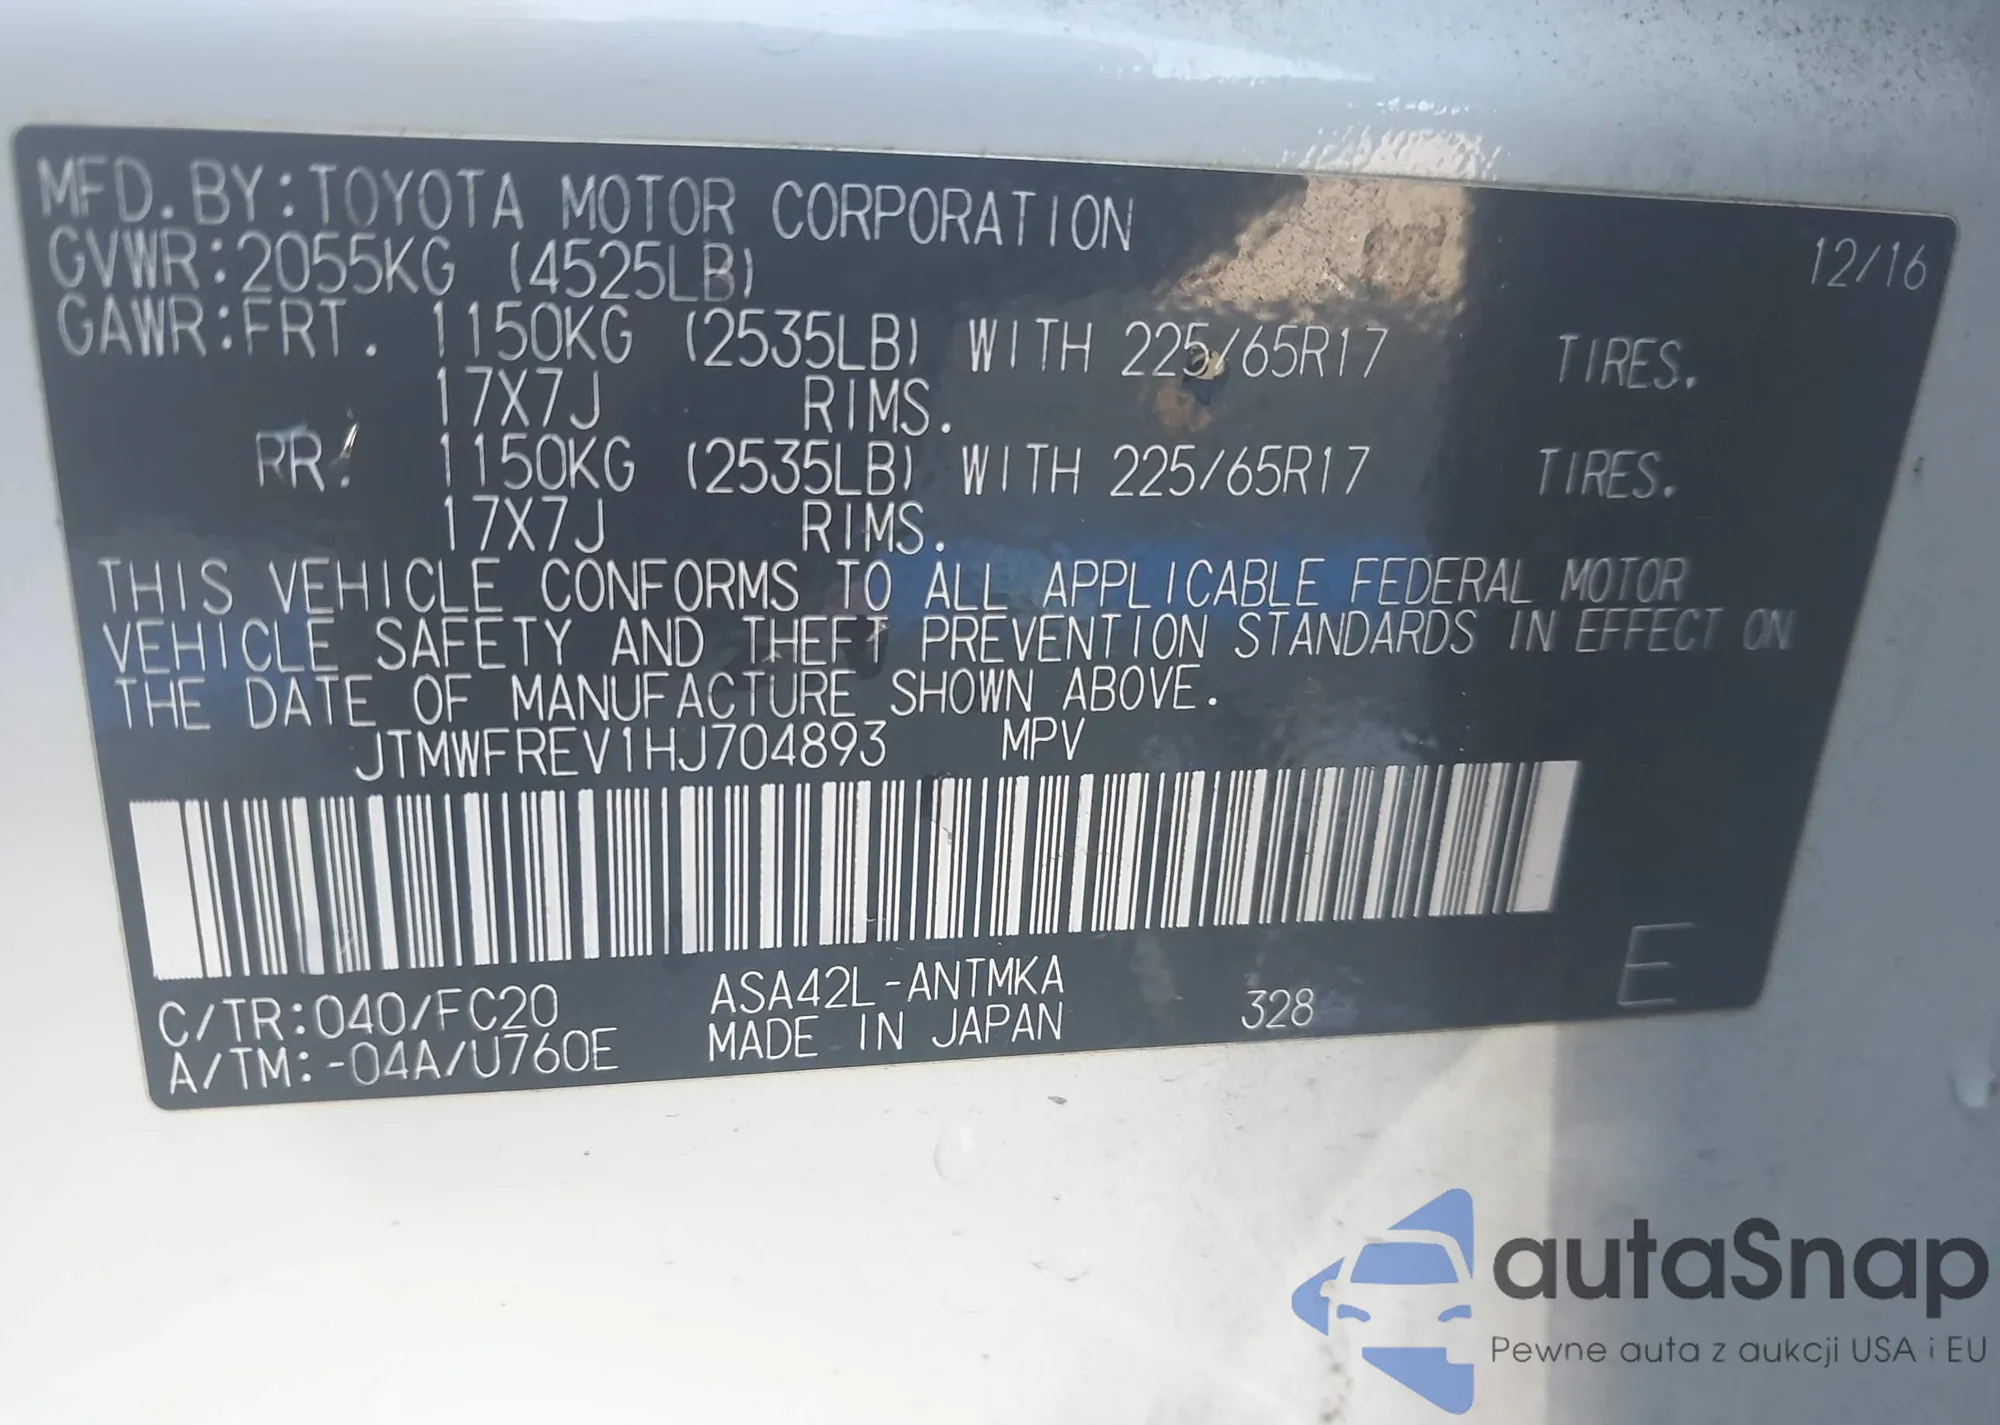 MFD. BY: TOYOTA MOTOR CORPORATION 12/16
GVWR: 2055KG (4525LB)
GAWR: FRT. 1150KG (2535LB) WITH 225/65R17 TIRES.
17X7J RIMS.
RR. 1150KG (2535LB) WITH 225/65R17 TIRES.
17X7J RIMS.
THIS VEHICLE CONFORMS TO ALL APPLICABLE FEDERAL MOTOR
VEHICLE SAFETY AND THEFT PREVENTION STANDARDS IN EFFECT ON
THE DATE OF MANUFACTURE SHOWN ABOVE.
JTMWFREV1HJ704893 MPV
C/TR: 040/FC20 ASA42L-ANTMKA 328 E
A/TM: -04A/U760E MADE IN JAPAN
autaSnap
Pewne auta z aukcji USA i EU